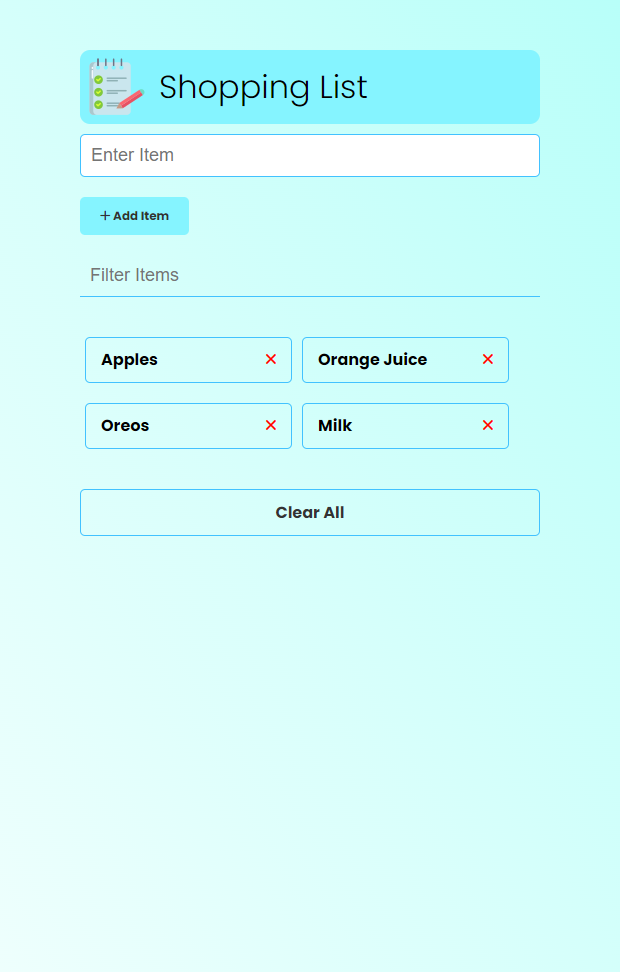 Shopping List
Enter Item
+ Add Item
Filter Items
Apples
Orange Juice
Oreos
Milk
Clear All